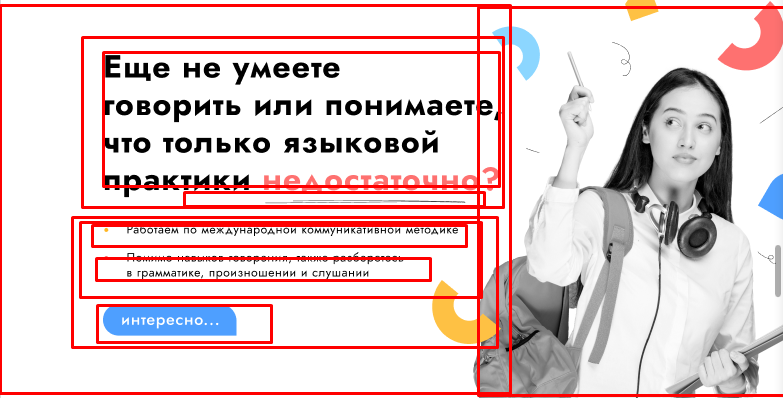 Еще не умеете
говорить или понимаете,
что только языковой
практики недостаточно?
Работаем по международной коммуникативной методике
Помимо навыков говорения, также разберетесь
в грамматике, произношении и слушании
интересно...